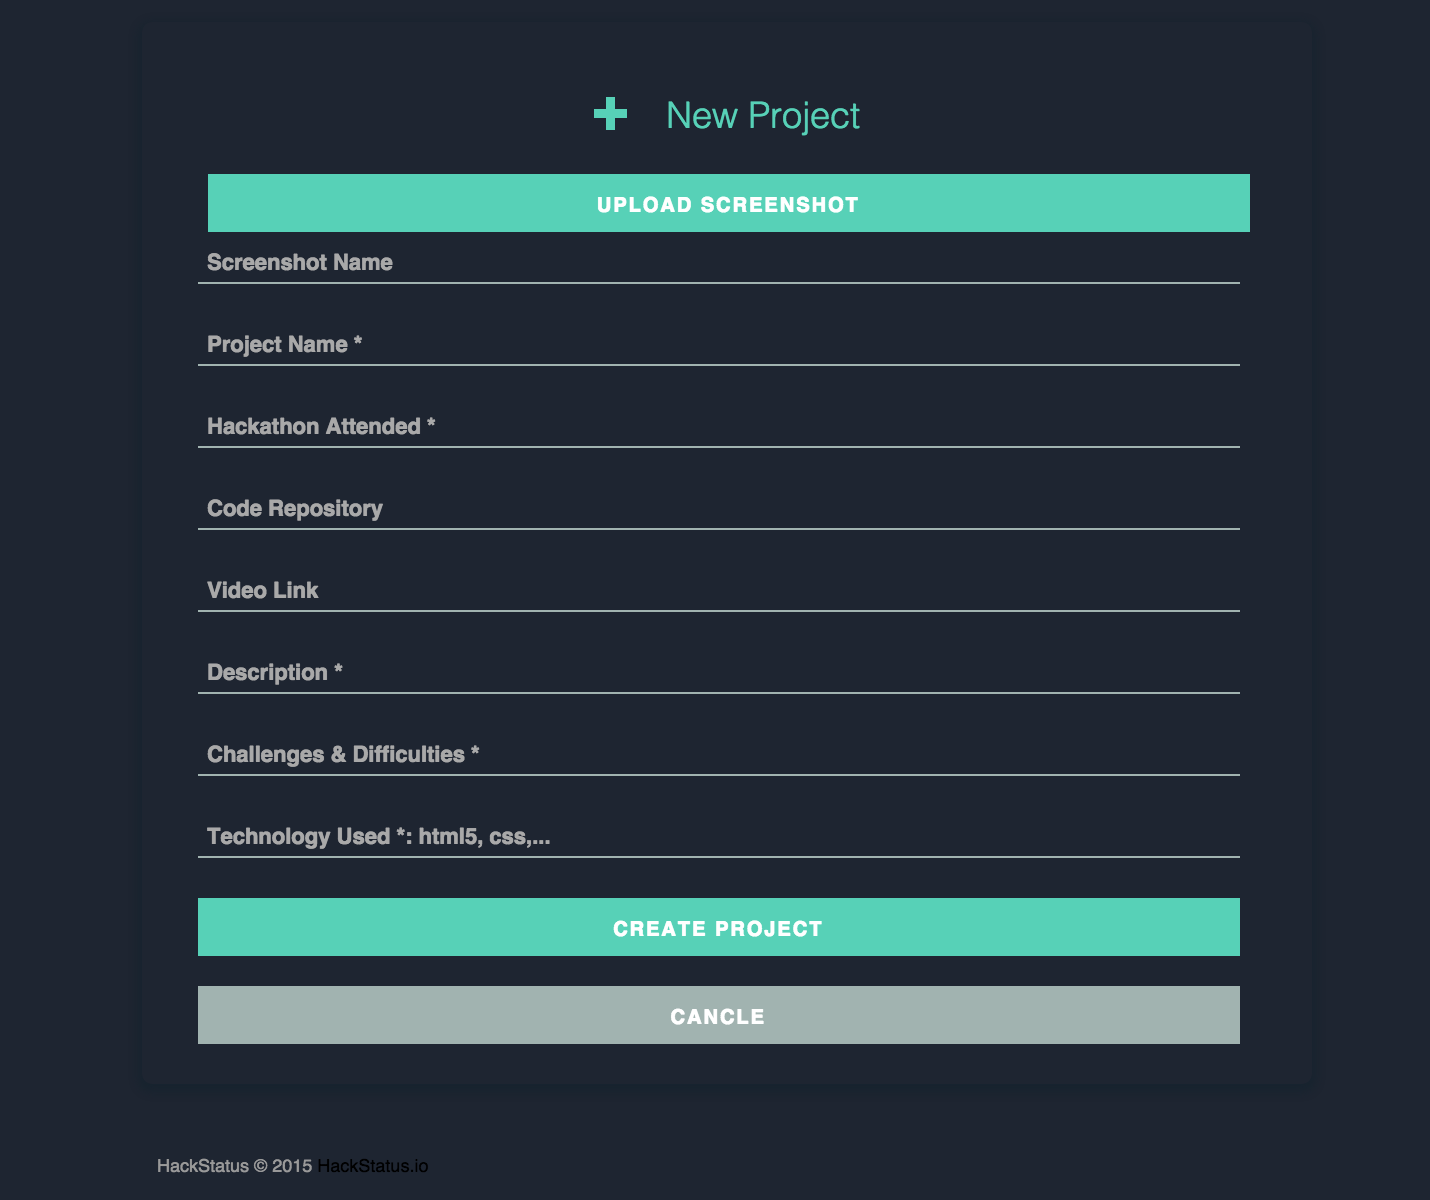 New Project
UPLOAD SCREENSHOT
Screenshot Name
Project Name *
Hackathon Attended *
Code Repository
Video Link
Description *
Challenges & Difficulties *
Technology Used *: html5, css,...
CREATE PROJECT
CANCLE
HackStatus © 2015 HackStatus.io